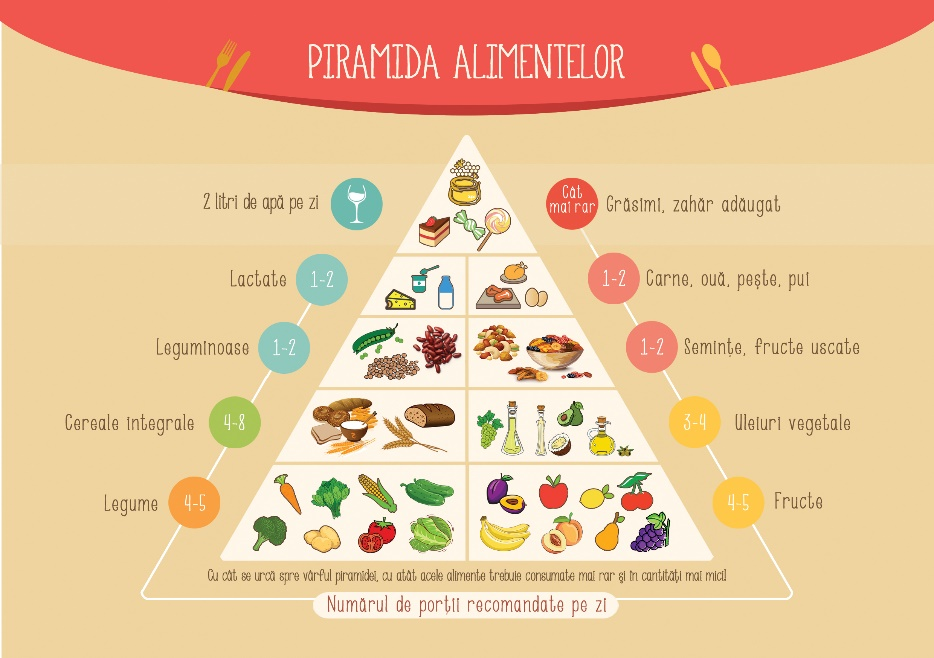 PIRAMIDA ALIMENTELOR
2 litri de apă pe zi
Cât
mai rar
Grăsimi, zahăr adăugat
Lactate
1-2
1-2
Carne, ouă, pește, pui
Leguminoase
1-2
1-2
Semințe, fructe uscate
Cereale integrale
4-8
3-4
Uleiuri vegetale
Legume
4-5
4-5
Fructe
Cu cât se urcă spre vârful piramidei, cu atât acele alimente trebuie consumate mai rar și în cantități mai mici!
Numărul de porții recomandate pe zi